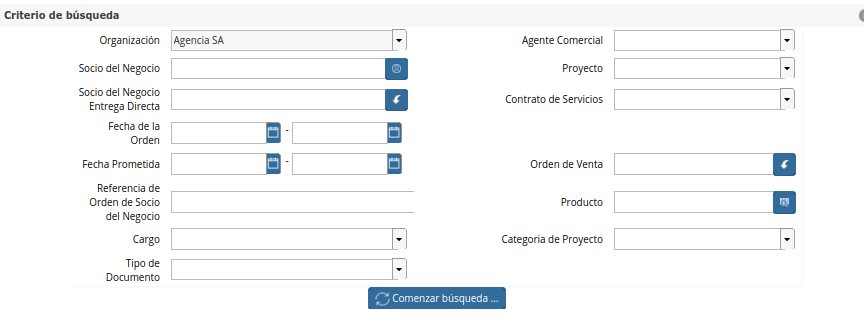 Criterio de búsqueda
Organización
Agencia SA
Agente Comercial
Socio del Negocio
Proyecto
Socio del Negocio
Entrega Directa
Contrato de Servicios
Fecha de la
Orden
-
Fecha Prometida
-
Orden de Venta
Referencia de
Orden de Socio
del Negocio
Producto
Cargo
Categoria de Proyecto
Tipo de
Documento
Comenzar búsqueda ...